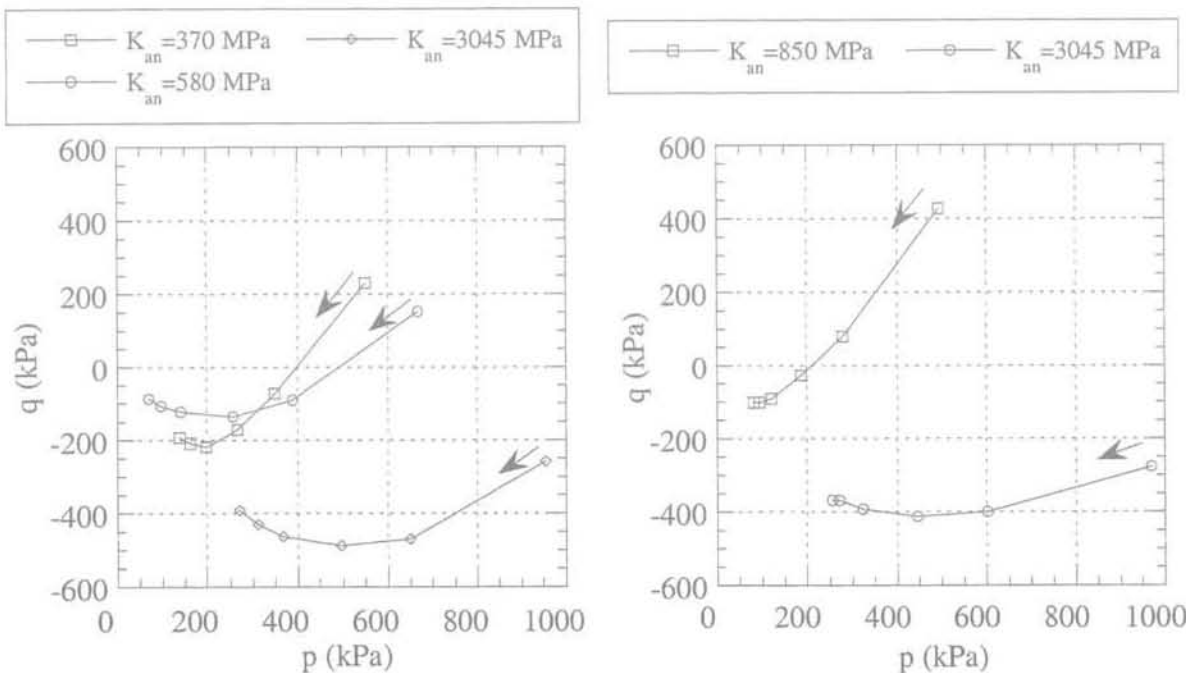 K_an=370 MPa K_an=3045 MPa
K_an=580 MPa
600
400
200
0
-200
-400
-600
q (kPa)
0 200 400 600 800 1000
p (kPa)
K_an=850 MPa K_an=3045 MPa
600
400
200
0
-200
-400
-600
q (kPa)
0 200 400 600 800 1000
p (kPa)